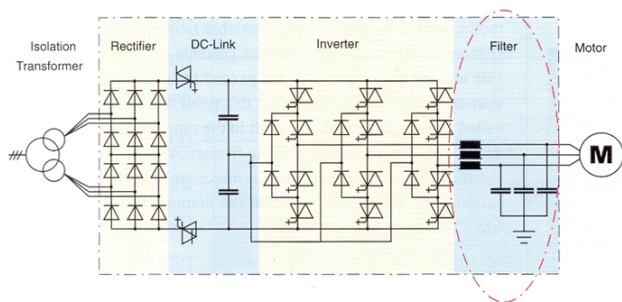 Isolation
Transformer
Rectifier
DC-Link
Inverter
Filter
Motor
M